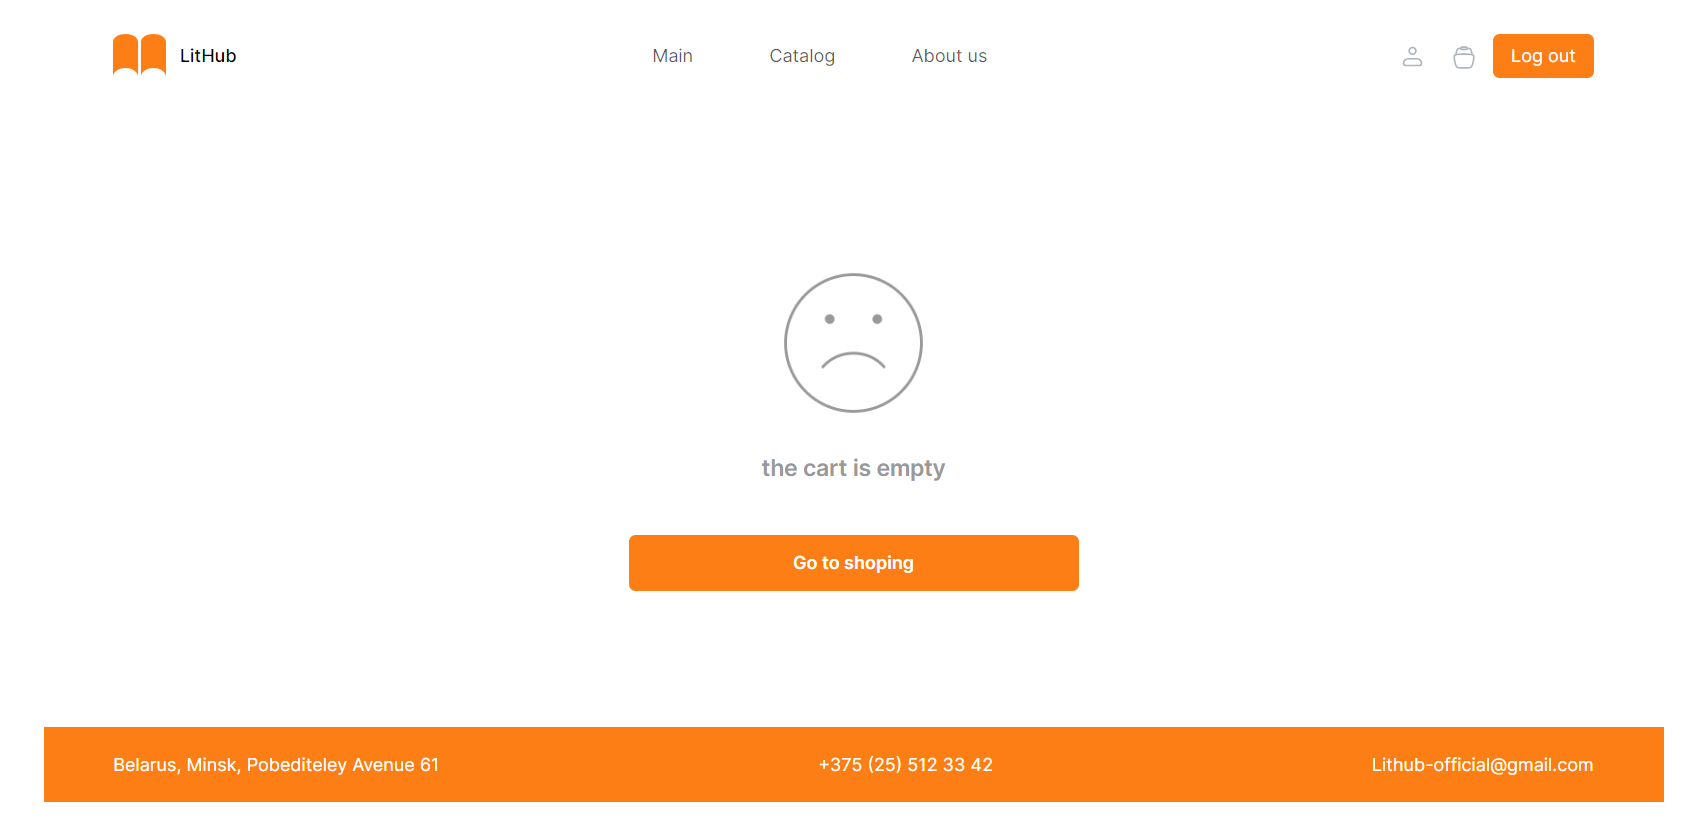 LitHub
Main
Catalog
About us
Log out
the cart is empty
Go to shoping
Belarus, Minsk, Pobediteley Avenue 61
+375 (25) 512 33 42
Lithub-official@gmail.com